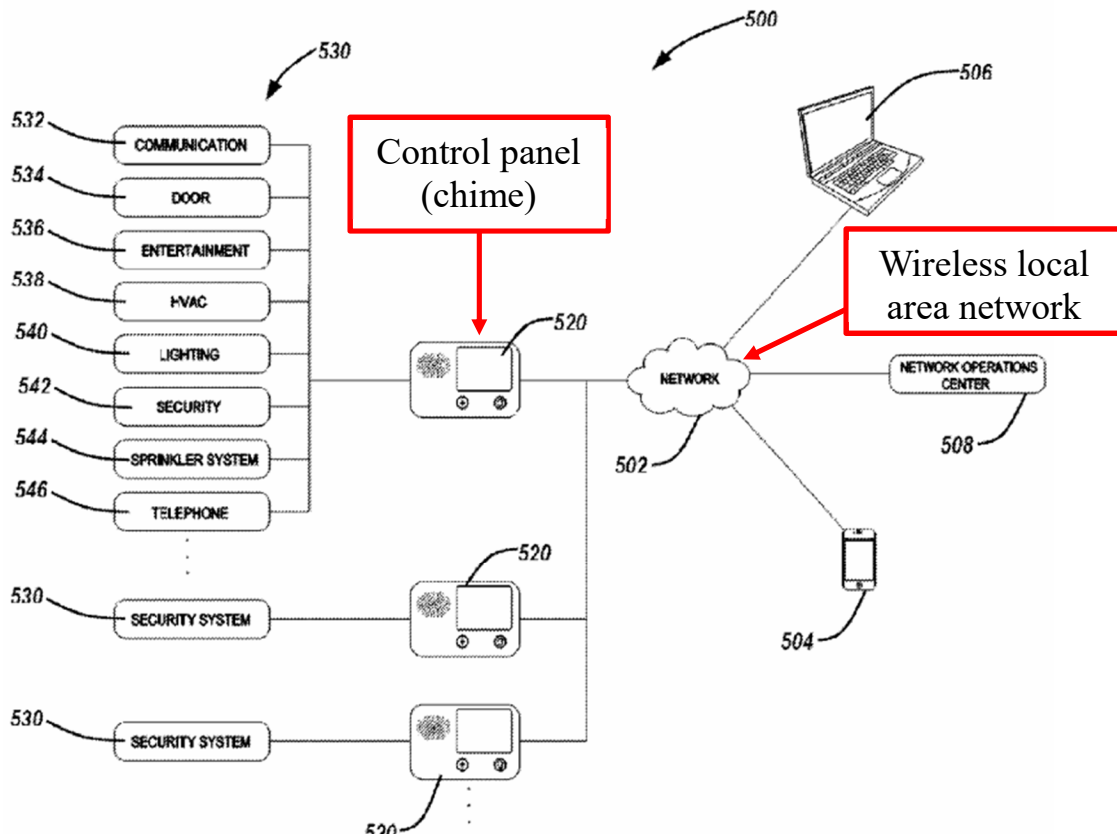 500
530
506
532
COMMUNICATION
Control panel
(chime)
534
DOOR
536
ENTERTAINMENT
Wireless local
area network
538
HVAC
520
540
LIGHTING
NETWORK
NETWORK OPERATIONS
CENTER
542
SECURITY
502
508
544
SPRINKLER SYSTEM
546
TELEPHONE
520
530
SECURITY SYSTEM
504
530
SECURITY SYSTEM